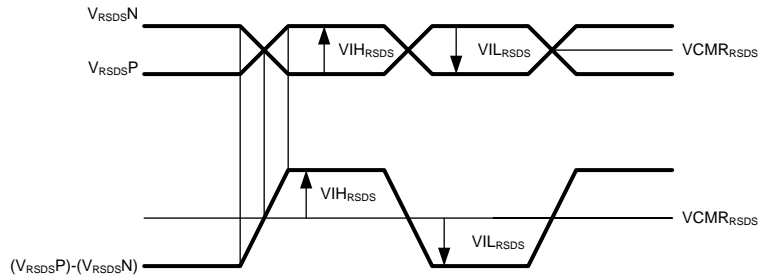 VRSDSN
VIHRSDS
VILRSDS
VCMRRSDS
VRSDSP
VIHRSDS
VCMRRSDS
VILRSDS
(VRSDSP)-(VRSDSN)